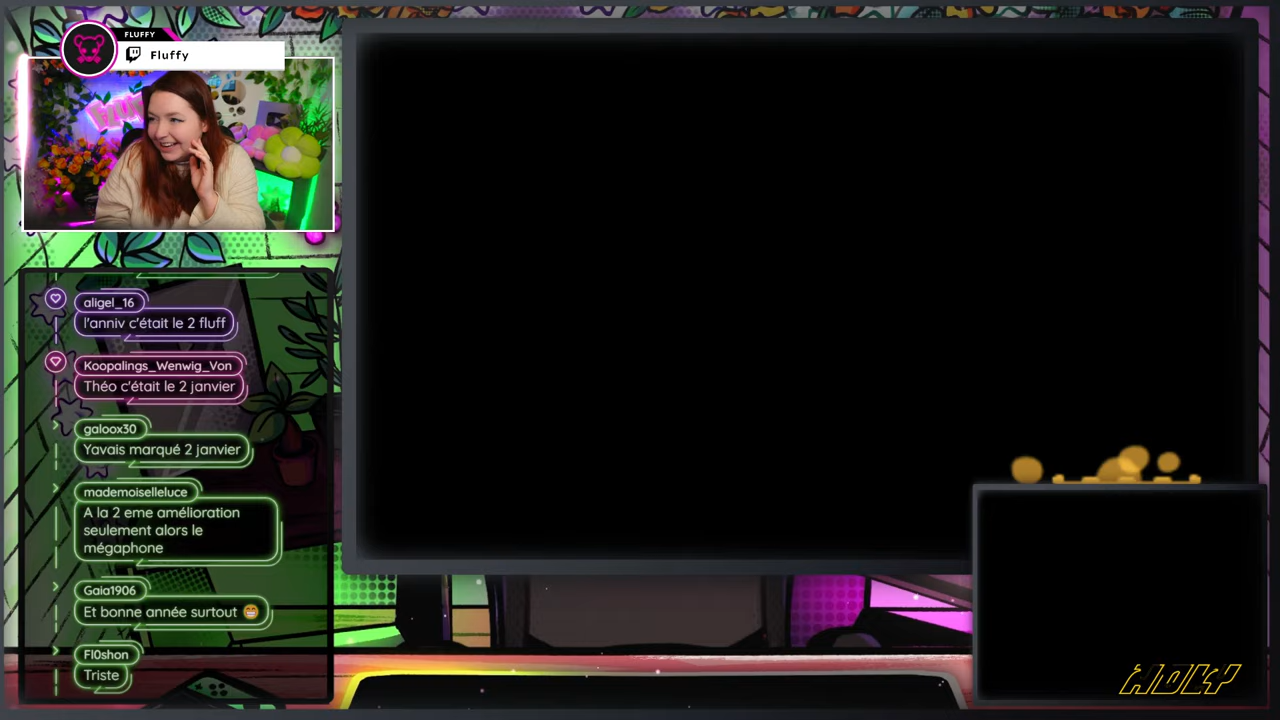 FLUFFY
Fluffy
aligel_16
l'anniv c'était le 2 fluff
Koopalings_Wenwig_Von
Théo c'était le 2 janvier
galoox30
Yavais marqué 2 janvier
mademoiselleluce
A la 2 eme amélioration
seulement alors le
mégaphone
Gaia1906
Et bonne année surtout 😁
Fl0shon
Triste
HOLY